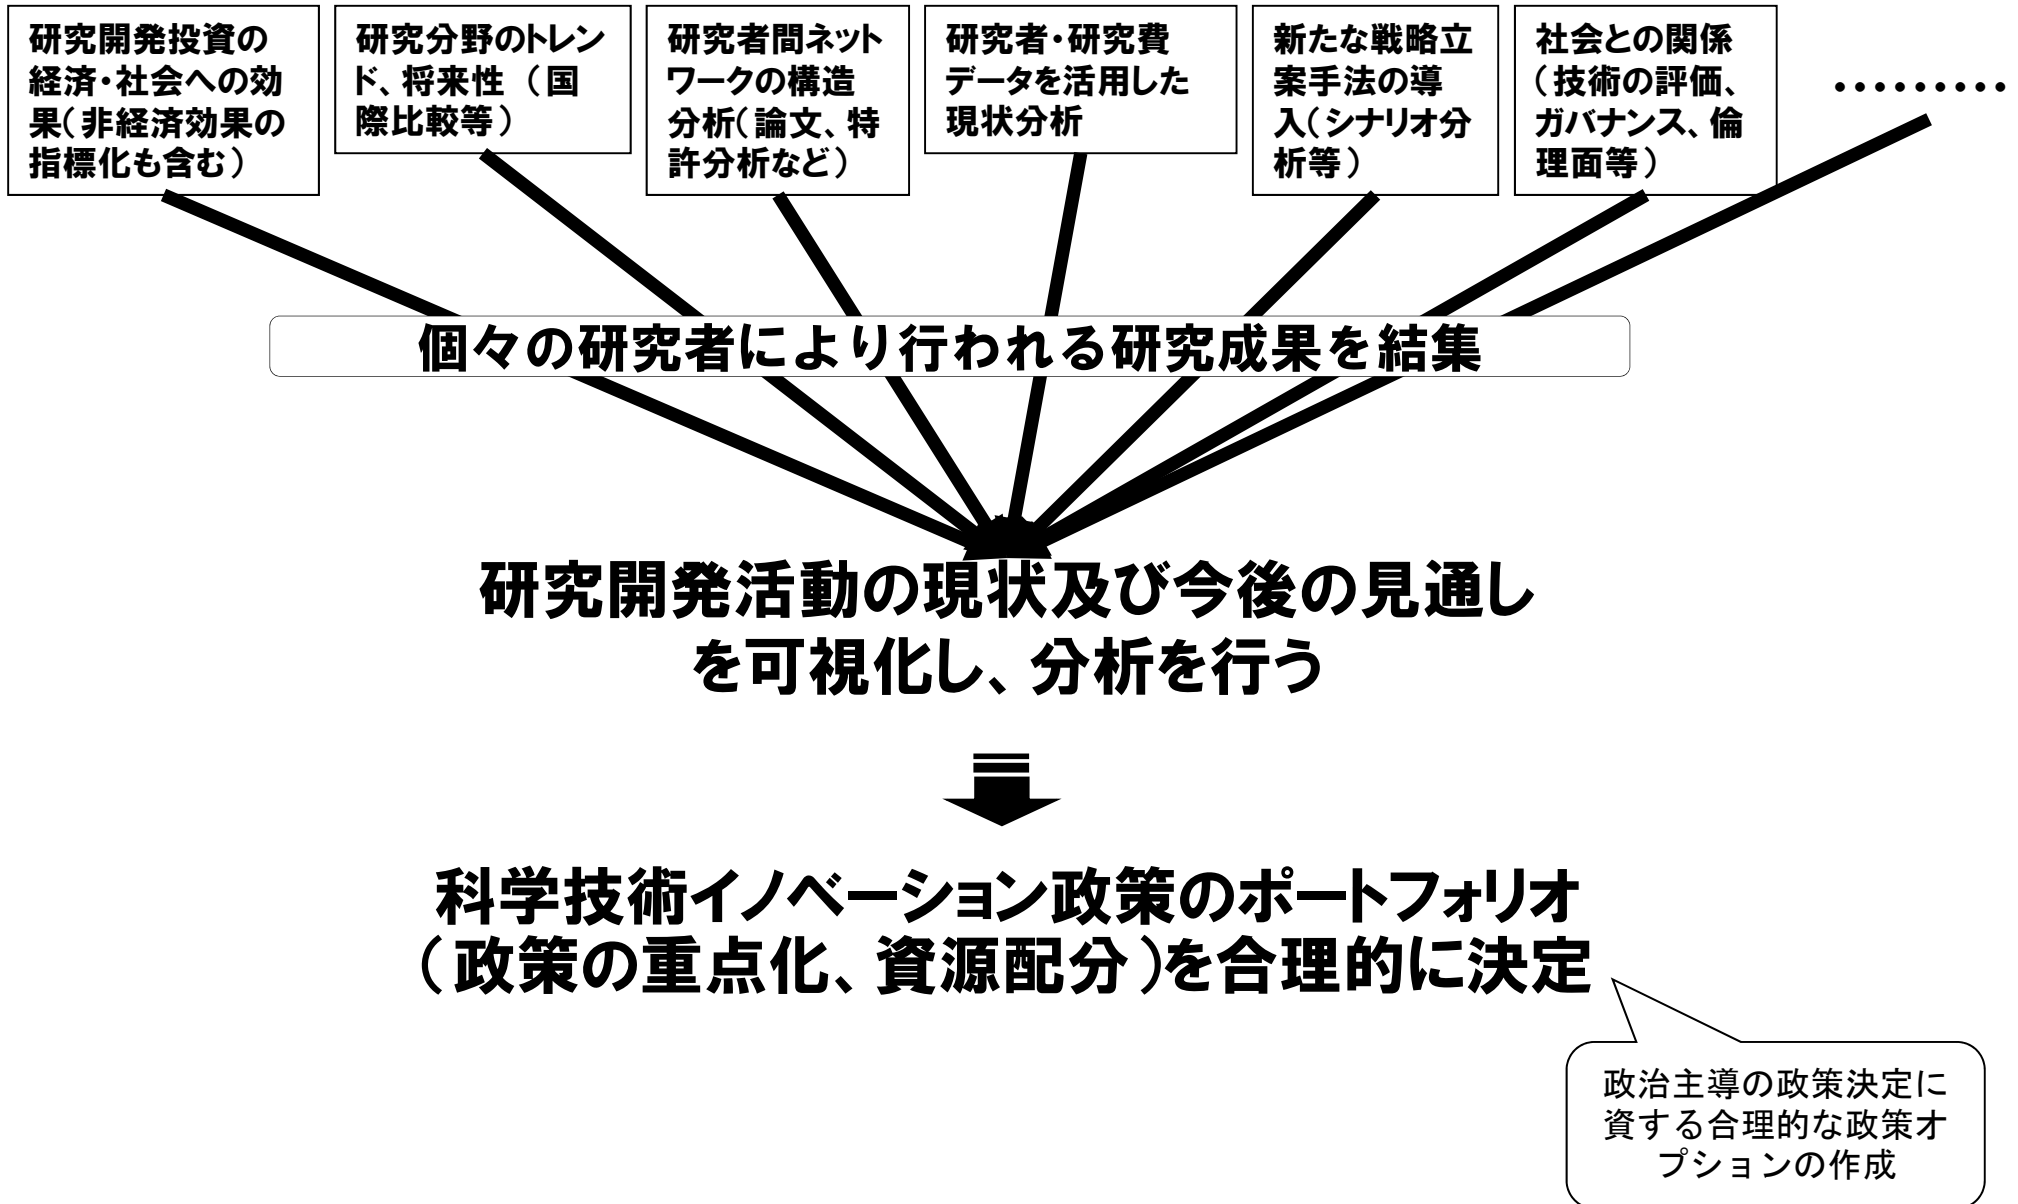 研究開発投資の
経済・社会への効
果(非経済効果の
指標化も含む)
研究分野のトレン
ド、将来性 (国
際比較等)
研究者間ネット
ワークの構造
分析(論文、特
許分析など)
研究者・研究費
データを活用した
現状分析
新たな戦略立
案手法の導
入(シナリオ分
析等)
社会との関係
(技術の評価、
ガバナンス、倫
理面等)
・・・・・・・・・
個々の研究者により行われる研究成果を結集
研究開発活動の現状及び今後の見通し
を可視化し、分析を行う
科学技術イノベーション政策のポートフォリオ
(政策の重点化、資源配分)を合理的に決定
政治主導の政策決定に
資する合理的な政策オ
プションの作成